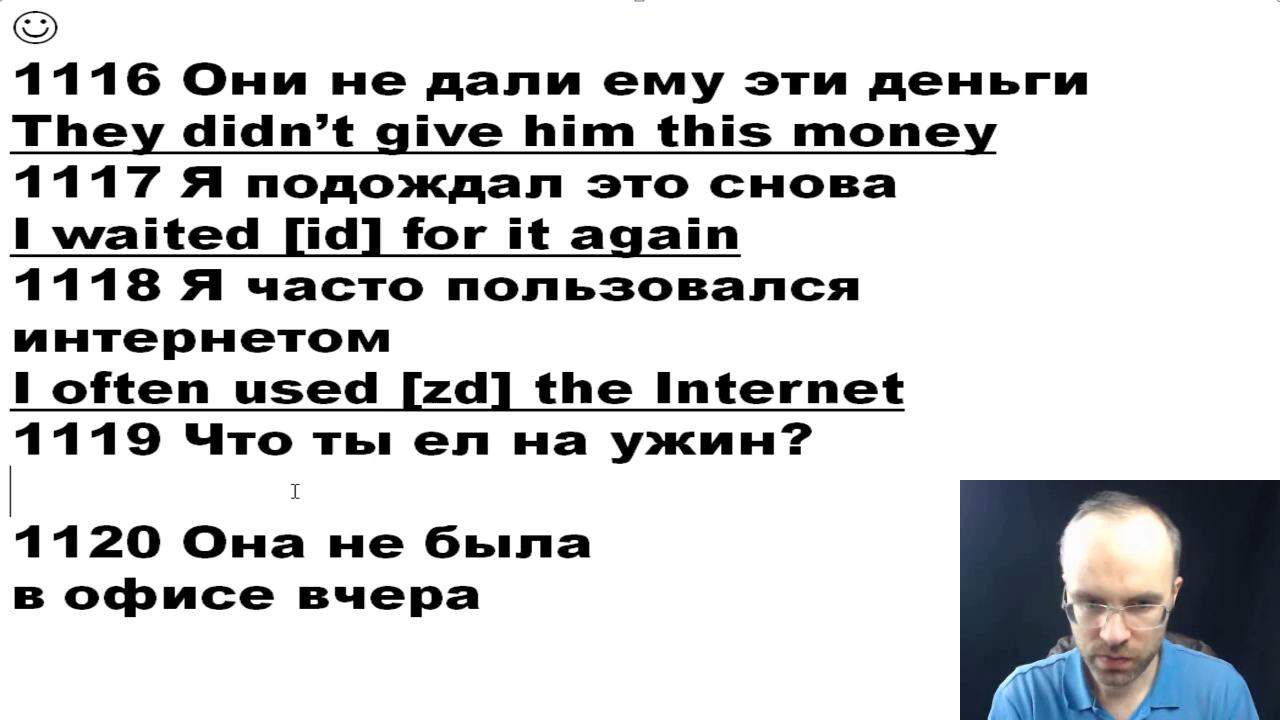 1116 Они не дали ему эти деньги
They didn’t give him this money
1117 Я подождал это снова
I waited [id] for it again
1118 Я часто пользовался
интернетом
I often used [zd] the Internet
1119 Что ты ел на ужин?
1120 Она не была
в офисе вчера